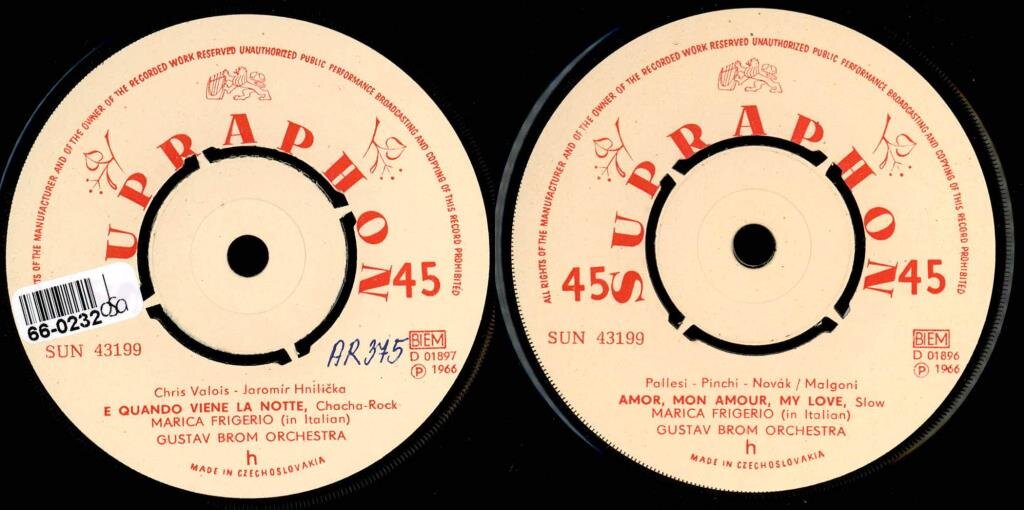 TS OF THE MANUFACTURER AND OF THE OWNER OF THE RECORDED WORK RESERVED UNAUTHORIZED PUBLIC PERFORMANCE BROADCASTING AND COPYING OF THIS RECORD PROHIBITED
UPRAPHON
45
66-0232
SUN 43199
AR 375
BIEM
D 01897
P 1966
Chris Valois - Jaromír Hnilička
E QUANDO VIENE LA NOTTE, Chacha-Rock
MARICA FRIGERIO (in Italian)
GUSTAV BROM ORCHESTRA
h
MADE IN CZECHOSLOVAKIA
ALL RIGHTS OF THE MANUFACTURER AND OF THE OWNER OF THE RECORDED WORK RESERVED UNAUTHORIZED PUBLIC PERFORMANCE BROADCASTING AND COPYING OF THIS RECORD PROHIBITED
SUPRAPHON
45
45
SUN 43199
BIEM
D 01896
P 1966
Pallesi - Pinchi - Novák / Malgoni
AMOR, MON AMOUR, MY LOVE, Slow
MARICA FRIGERIO (in Italian)
GUSTAV BROM ORCHESTRA
h
MADE IN CZECHOSLOVAKIA